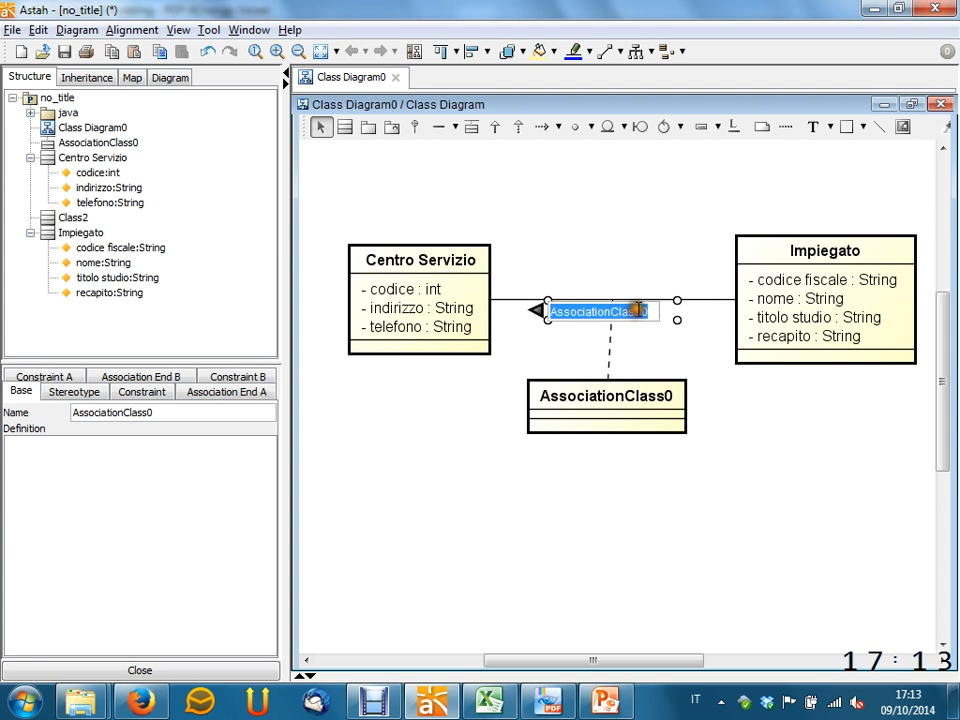 Astah - [no_title] (*)
File Edit Diagram Alignment View Tool Window Help
0
Structure Inheritance Map Diagram
Class Diagram0
no_title
java
Class Diagram0
AssociationClass0
Centro Servizio
codice:int
indirizzo:String
telefono:String
Class2
Impiegato
codice fiscale:String
nome:String
titolo studio:String
recapito:String
Class Diagram0 / Class Diagram
T
Centro Servizio
- codice : int
- indirizzo : String
- telefono : String
AssociationClass0
Impiegato
- codice fiscale : String
- nome : String
- titolo studio : String
- recapito : String
AssociationClass0
Constraint A Association End B Constraint B
Base Stereotype Constraint Association End A
Name AssociationClass0
Definition
Close
17:13
IT
17:13
09/10/2014